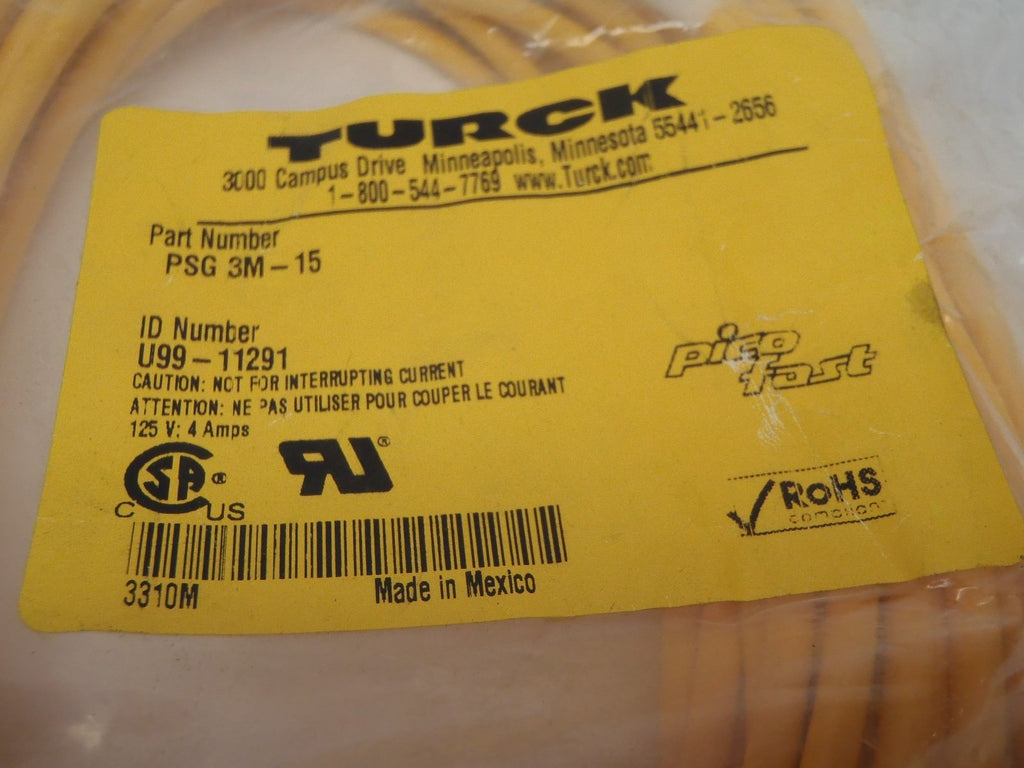 TURCK
3000 Campus Drive Minneapolis, Minnesota 55441-2656
1-800-544-7769 www.Turck.com
Part Number
PSG 3M-15
ID Number
U99-11291
CAUTION: NOT FOR INTERRUPTING CURRENT
ATTENTION: NE PAS UTILISER POUR COUPER LE COURANT
125 V: 4 Amps
pico
fast
CSA ®
C US
RU ®
RoHS
compliant
3310M
Made in Mexico